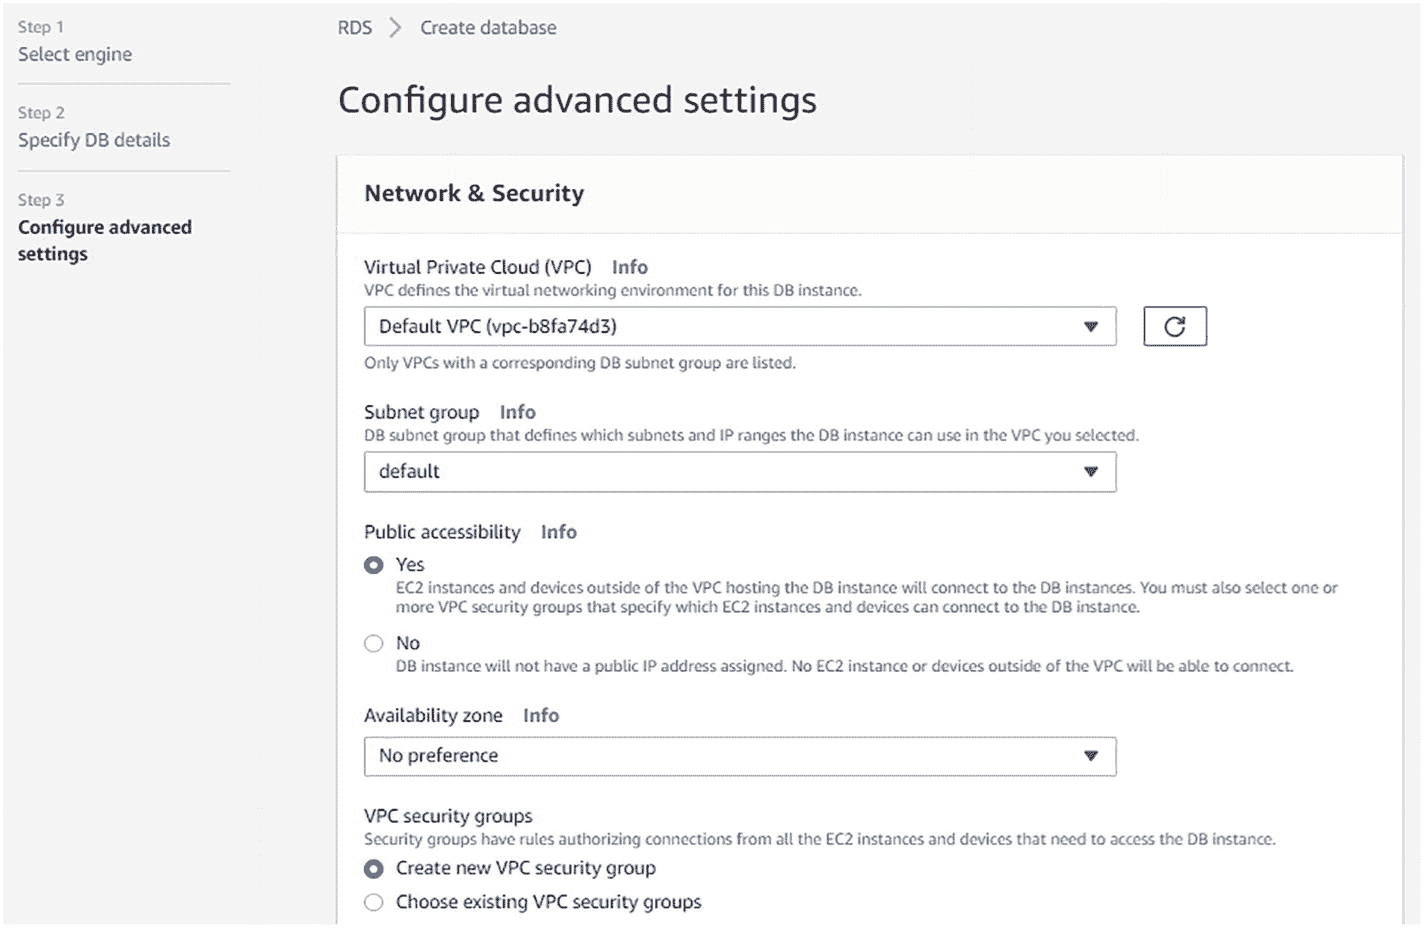 Step 1
Select engine
Step 2
Specify DB details
Step 3
Configure advanced
settings
RDS > Create database
Configure advanced settings
Network & Security
Virtual Private Cloud (VPC) Info
VPC defines the virtual networking environment for this DB instance.
Default VPC (vpc-b8fa74d3)
Only VPCs with a corresponding DB subnet group are listed.
Subnet group Info
DB subnet group that defines which subnets and IP ranges the DB instance can use in the VPC you selected.
default
Public accessibility Info
Yes
EC2 instances and devices outside of the VPC hosting the DB instance will connect to the DB instances. You must also select one or
more VPC security groups that specify which EC2 instances and devices can connect to the DB instance.
No
DB instance will not have a public IP address assigned. No EC2 instance or devices outside of the VPC will be able to connect.
Availability zone Info
No preference
VPC security groups
Security groups have rules authorizing connections from all the EC2 instances and devices that need to access the DB instance.
Create new VPC security group
Choose existing VPC security groups